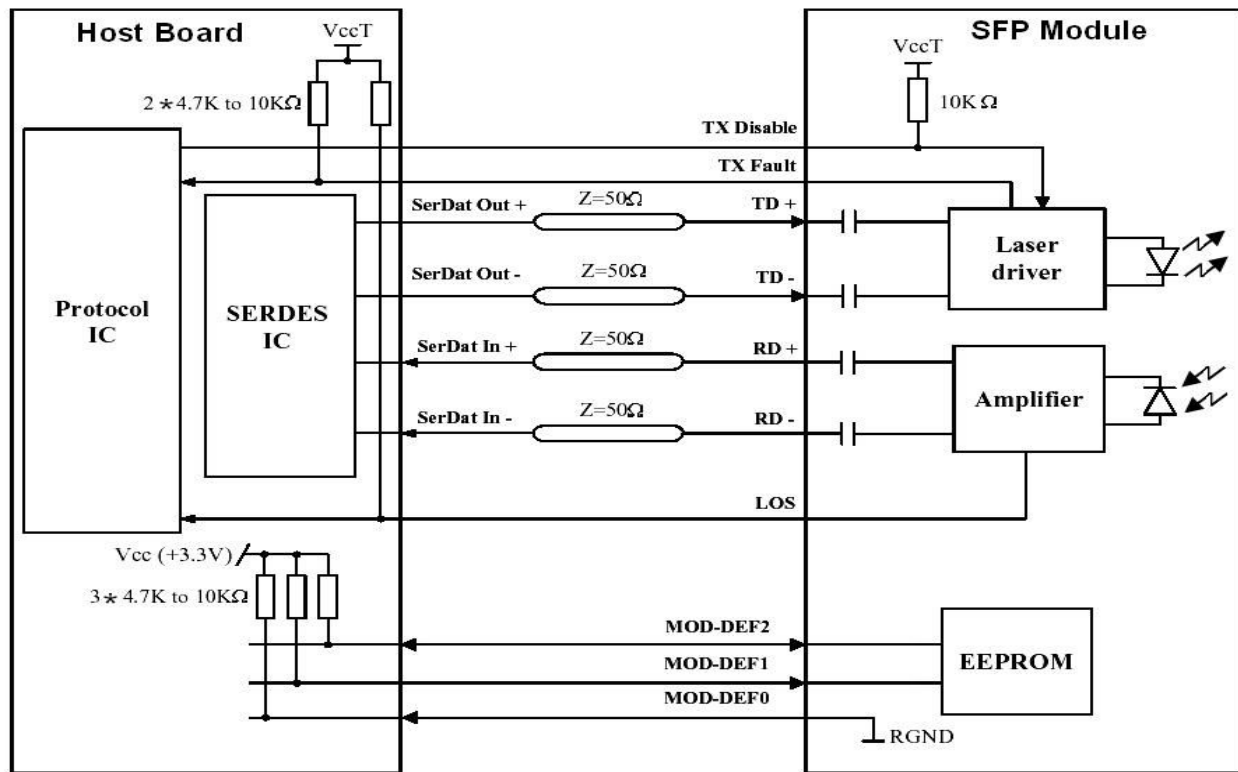 Host Board
SFP Module
VccT
VccT
2 * 4.7K to 10KΩ
10K Ω
TX Disable
TX Fault
SerDat Out +
Z=50Ω
TD +
Laser
driver
SerDat Out -
Z=50Ω
TD -
Protocol
IC
SERDES
IC
SerDat In +
Z=50Ω
RD +
Amplifier
SerDat In -
Z=50Ω
RD -
LOS
Vcc (+3.3V)
3 * 4.7K to 10KΩ
MOD-DEF2
EEPROM
MOD-DEF1
MOD-DEF0
RGND